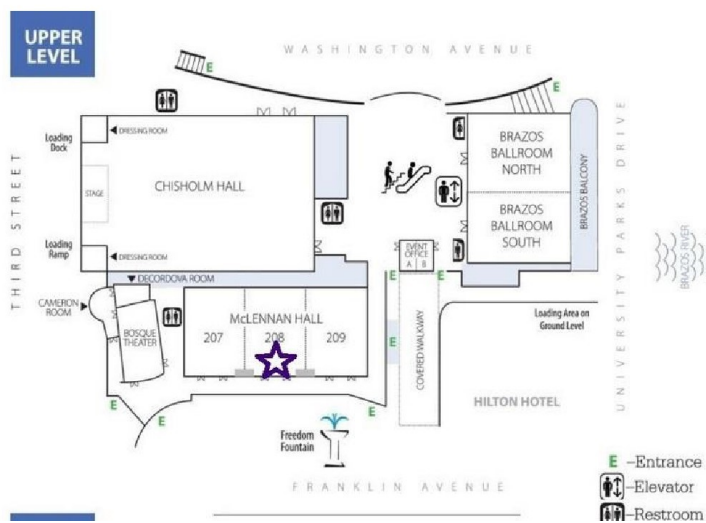 UPPER
LEVEL
WASHINGTON AVENUE
E
E
Loading
Dock
DRESSING ROOM
BRAZOS
BALLROOM
NORTH
STAGE
CHISHOLM HALL
BRAZOS
BALLROOM
SOUTH
BRAZOS BALCONY
THIRD STREET
UNIVERSITY PARKS DRIVE
BRAZOS RIVER
Loading
Ramp
DRESSING ROOM
EVENT
OFFICE
A B
DECORDOVA ROOM
E
E
CAMERON
ROOM
BOSQUE
THEATER
McLENNAN HALL
207
208
209
E
COVERED WALKWAY
Loading Area on
Ground Level
HILTON HOTEL
E
E
E
Freedom
Fountain
FRANKLIN AVENUE
E -Entrance
-Elevator
-Restroom